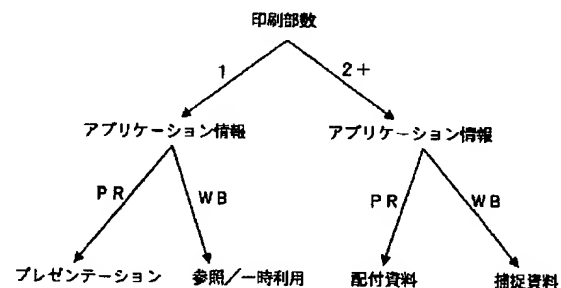 印刷部数
1
2+
アプリケーション情報
アプリケーション情報
PR
WB
PR
WB
プレゼンテーション
参照/一時利用
配付資料
捕捉資料